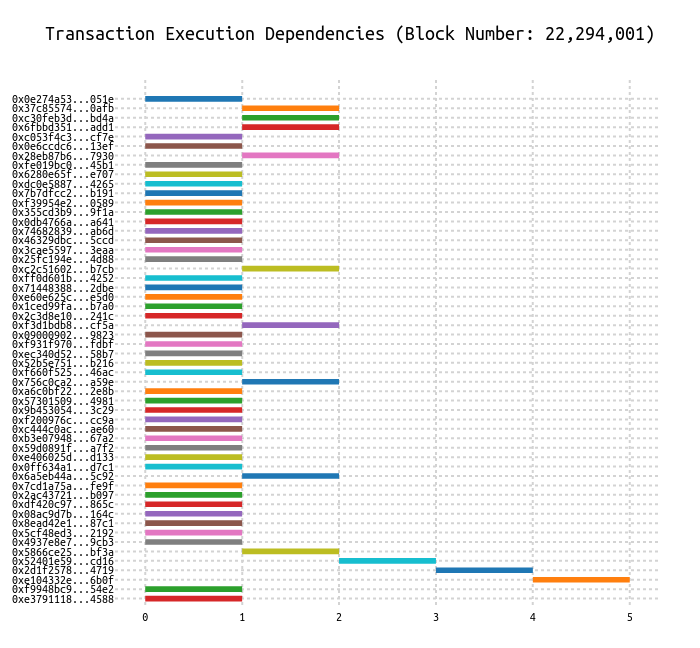 Transaction Execution Dependencies (Block Number: 22,294,001)
0x0e274a53...051e
0x37c85574...0afb
0xc30feb3d...bd4a
0x6fbbd351...add1
0xc053f4c3...cf7e
0x0e6ccdc6...13ef
0x28eb87b6...7930
0xfe019bc0...45b1
0x6280e65f...e707
0xdc0e5887...4265
0x7b7dfcc2...b191
0xf39954e2...0589
0x355cd3b9...9f1a
0x0db4766a...a641
0x74682839...ab6d
0x46329dbc...5ccd
0x3cae5597...3eaa
0x25fc194e...4d88
0xc2c51602...b7cb
0xff0d601b...4252
0x71448388...2dbe
0xe60e625c...e5d0
0x1ced99fa...b7a0
0x2c3d8e10...241c
0xf3d1bdb8...cf5a
0x09000902...9823
0xf931f970...fdbf
0xec340d52...58b7
0x52b5e751...b216
0xf660f525...46ac
0x756c0ca2...a59e
0xa6c0bf22...2e8b
0x57301509...4981
0x9b453054...3c29
0xf200976c...cc9a
0xc444c0ac...ae60
0xb3e07948...67a2
0x59d0891f...a7f2
0xe406025d...d133
0x0ff634a1...d7c1
0x6a5eb44a...5c92
0x7cd1a75a...fe9f
0x2ac43721...b097
0xdf420c97...865c
0x08ac9d7b...164c
0x8ead42e1...87c1
0x5cf48ed3...2192
0x4937e8e7...9cb3
0x5866ce25...bf3a
0x52401e59...cd16
0x2d1f2578...4719
0xe104332e...6b0f
0xf9948bc9...54e2
0xe3791118...4588
0 1 2 3 4 5